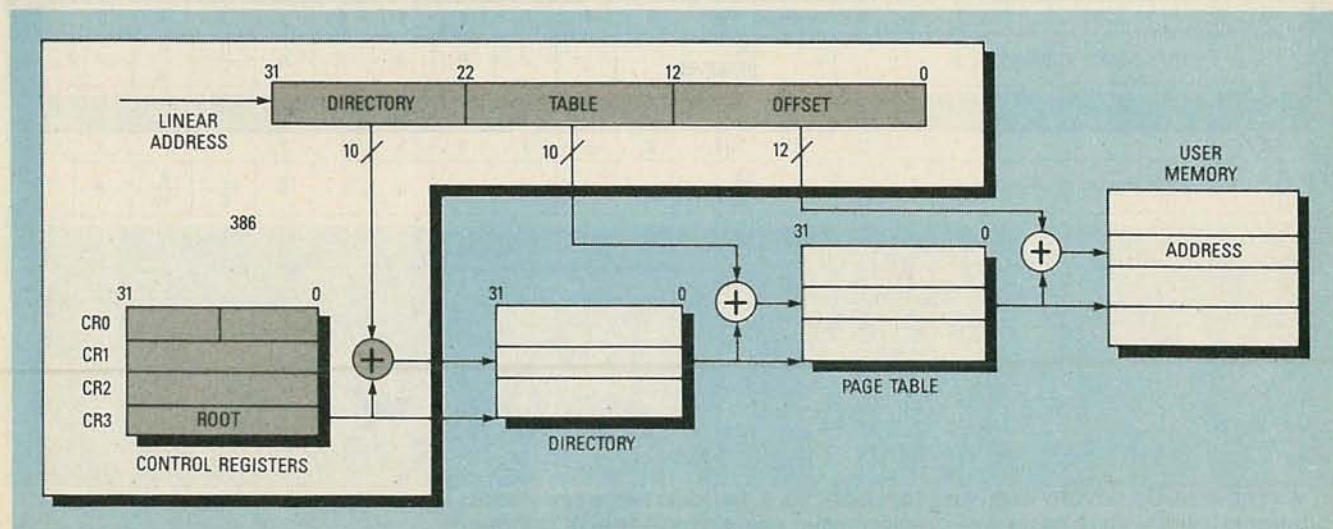 31 22 12 0
DIRECTORY TABLE OFFSET
LINEAR
ADDRESS
10 10 12
USER
MEMORY
386
31 0
ADDRESS
31 0
31 0
CR0
CR1
CR2
CR3 ROOT
PAGE TABLE
DIRECTORY
CONTROL REGISTERS